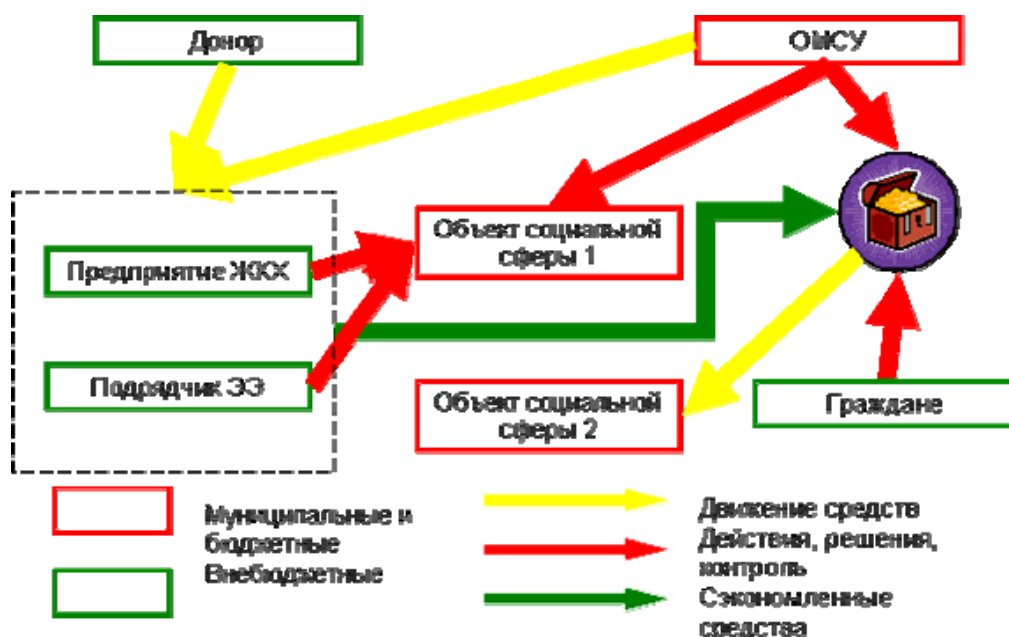 Донор
ОМСУ
Объект социальной
сферы 1
Предприятие ЖКХ
Подрядчик ЭЭ
Объект социальной
сферы 2
Граждане
Муниципальные и
бюджетные
Внебюджетные
Движение средств
Действия, решения,
контроль
Сэкономленные
средства